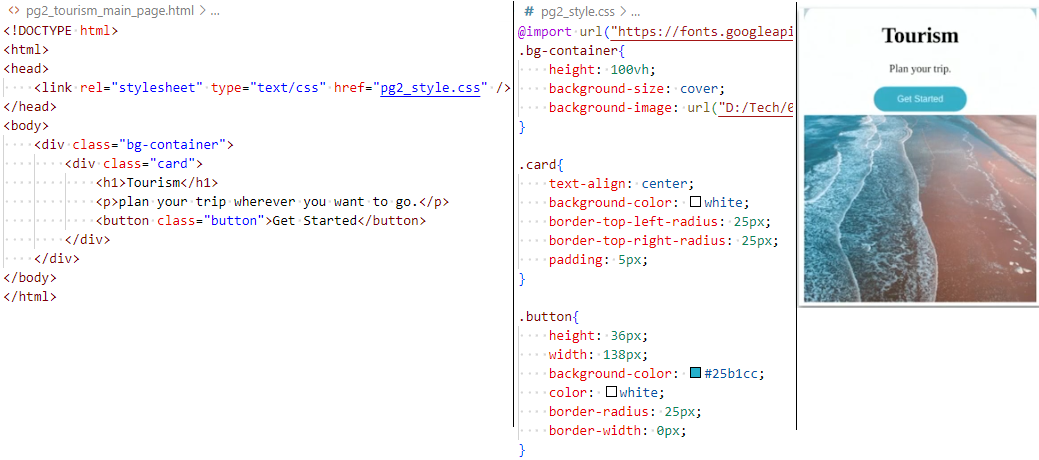 <> pg2_tourism_main_page.html > ...
<!DOCTYPE html>
<html>
<head>
    <link rel="stylesheet" type="text/css" href="pg2_style.css" />
</head>
<body>
    <div class="bg-container">
        <div class="card">
            <h1>Tourism</h1>
            <p>plan your trip wherever you want to go.</p>
            <button class="button">Get Started</button>
        </div>
    </div>
</body>
</html>
# pg2_style.css > ...
@import url("https://fonts.googleapi
.bg-container{
    height: 100vh;
    background-size: cover;
    background-image: url("D:/Tech/0
}
.card{
    text-align: center;
    background-color: white;
    border-top-left-radius: 25px;
    border-top-right-radius: 25px;
    padding: 5px;
}
.button{
    height: 36px;
    width: 138px;
    background-color: #25b1cc;
    color: white;
    border-radius: 25px;
    border-width: 0px;
}
Tourism
Plan your trip.
Get Started